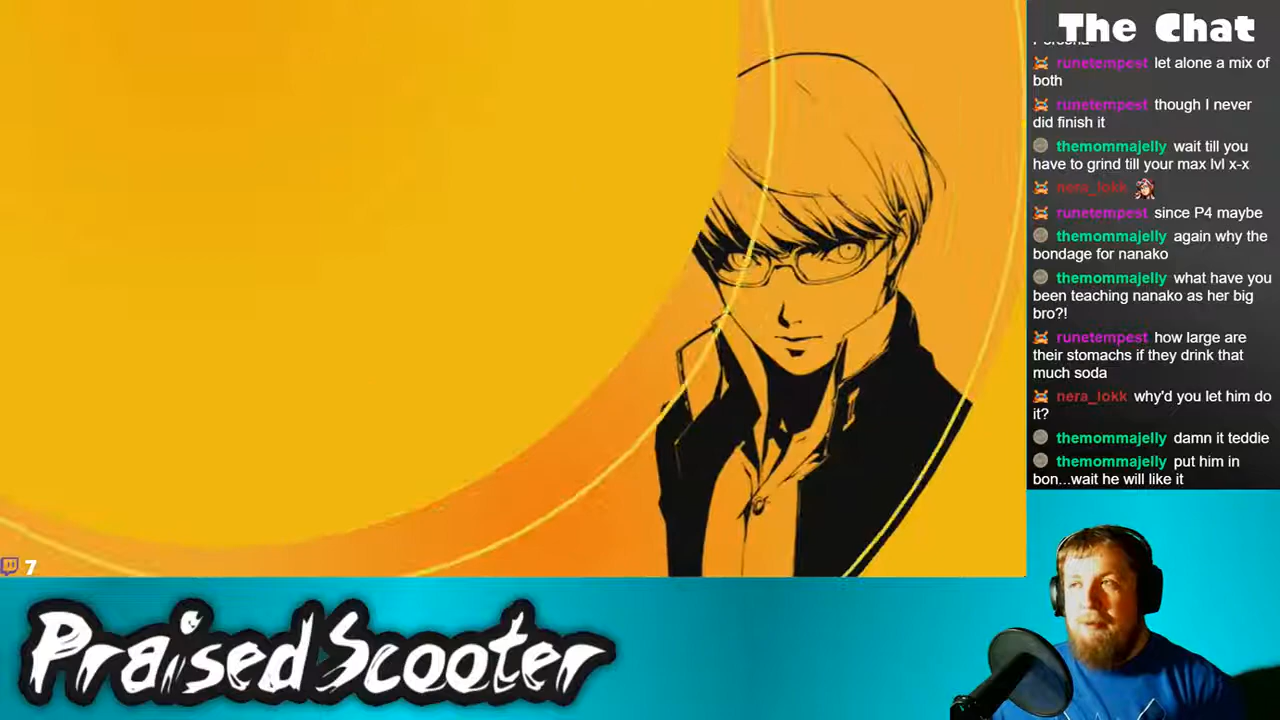 The Chat
runetempest let alone a mix of
both
runetempest though I never
did finish it
themommajelly wait till you
have to grind till your max lvl x-x
nera_lokk
runetempest since P4 maybe
themommajelly again why the
bondage for nanako
themommajelly what have you
been teaching nanako as her big
bro?!
runetempest how large are
their stomachs if they drink that
much soda
nera_lokk why'd you let him do
it?
themommajelly damn it teddie
themommajelly put him in
bon...wait he will like it
7
PraisedScooter